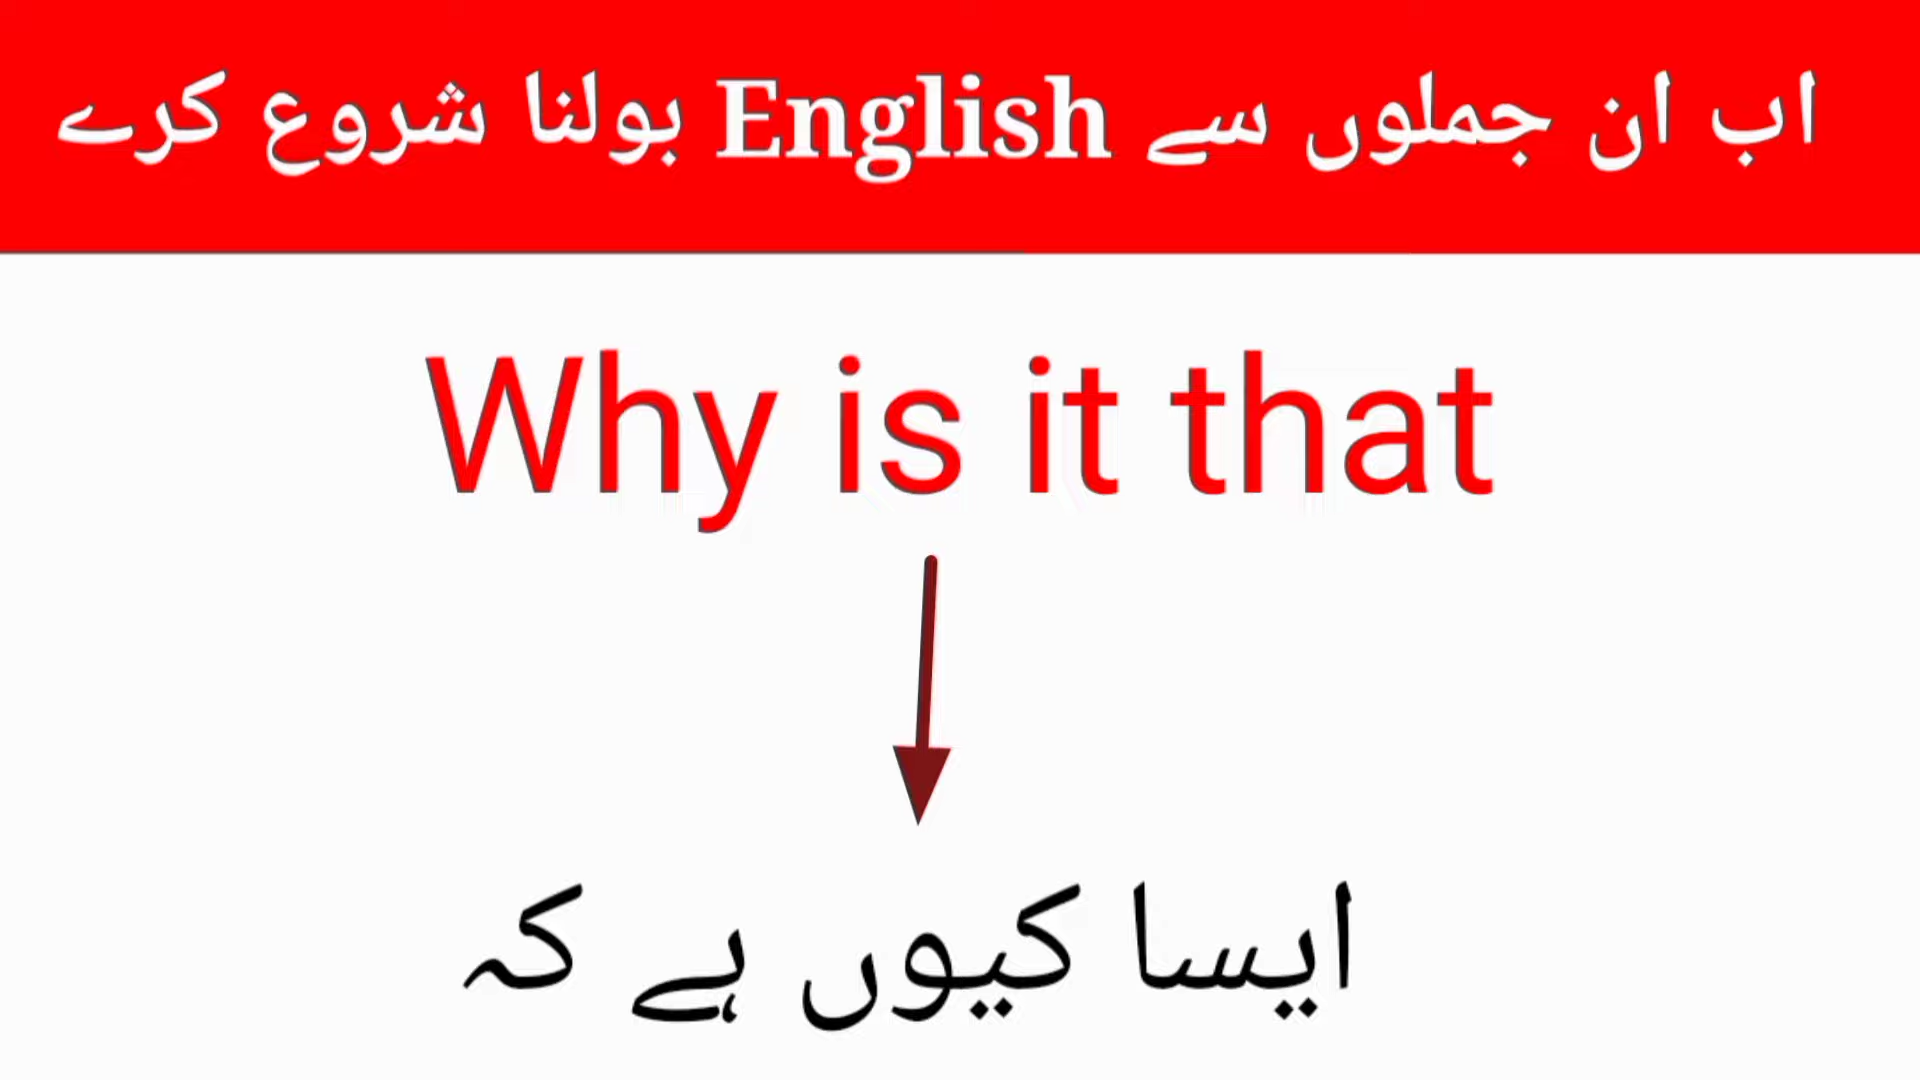 اب ان جملوں سے English بولنا شروع کرے
Why is it that
ایسا کیوں ہے کہ